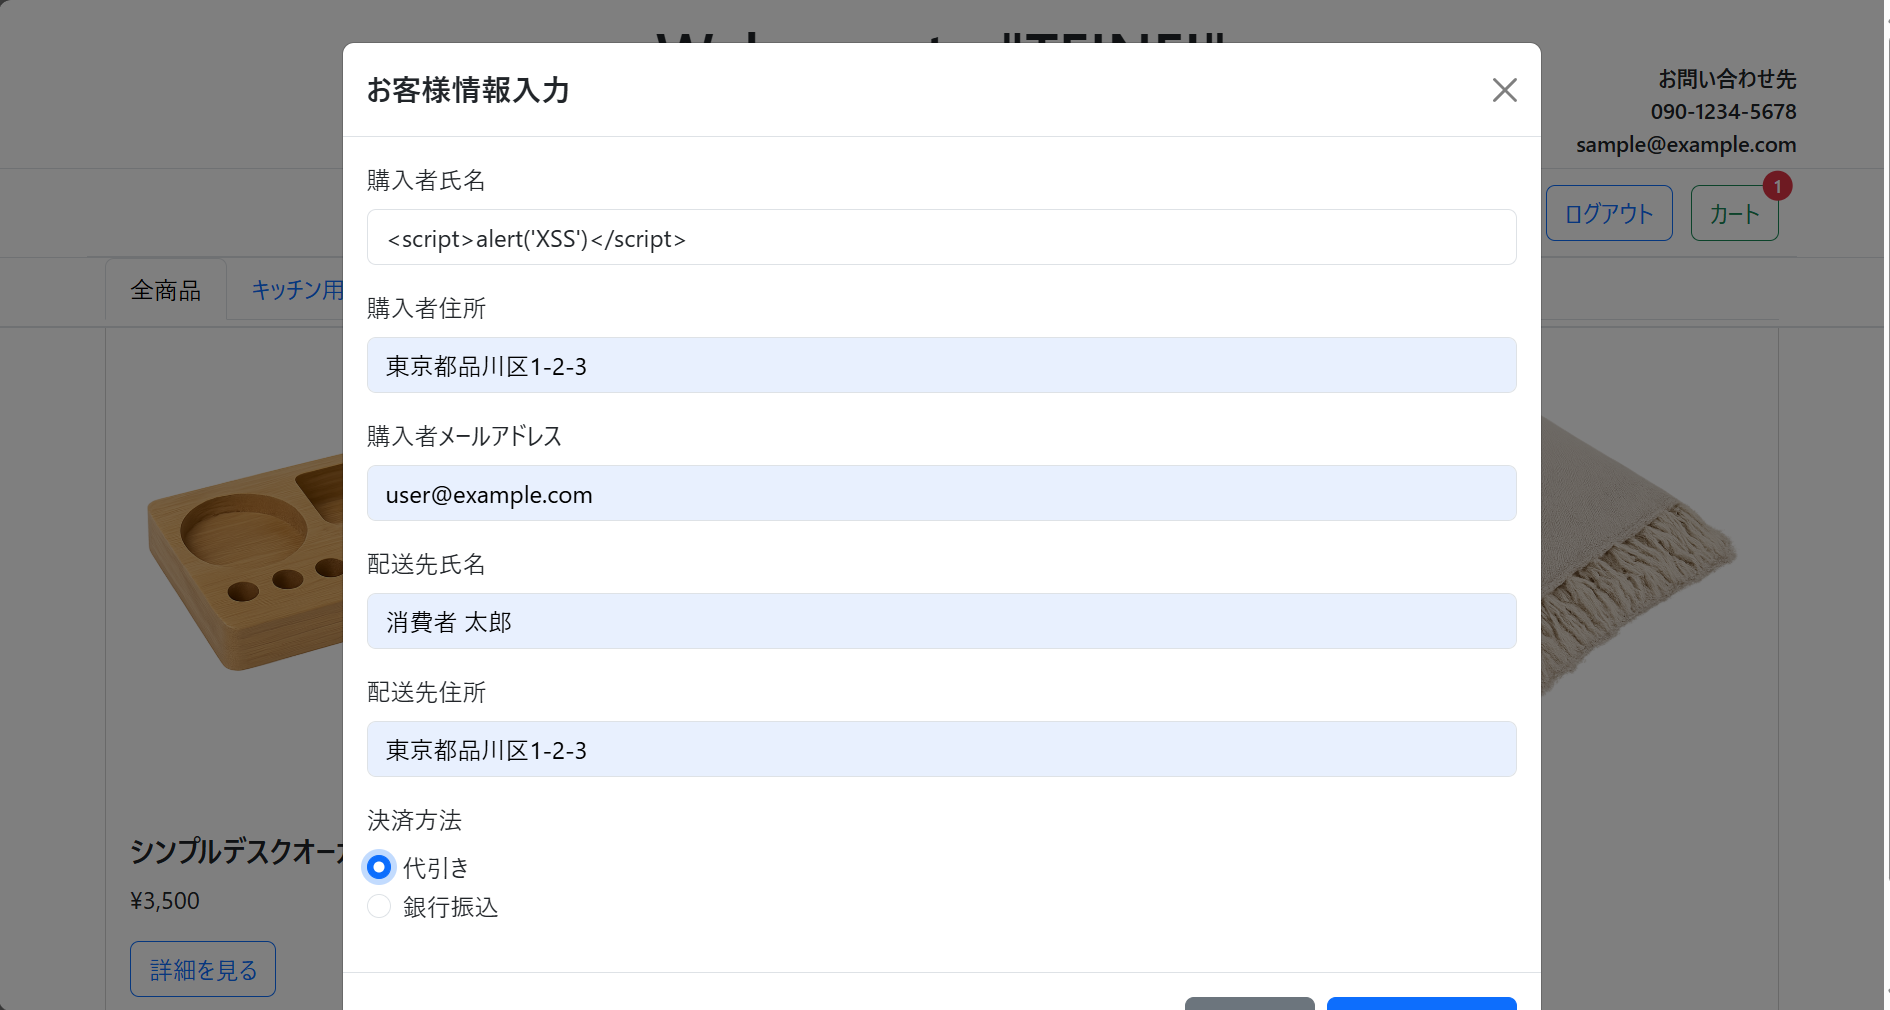 "TEINEI"
お客様情報入力
お問い合わせ先
090-1234-5678
sample@example.com
ログアウト
カート
1
全商品
キッチン用
購入者氏名
<script>alert('XSS')</script>
購入者住所
東京都品川区1-2-3
購入者メールアドレス
user@example.com
配送先氏名
消費者 太郎
配送先住所
東京都品川区1-2-3
決済方法
代引き
銀行振込
シンプルデスクオー
¥3,500
詳細を見る